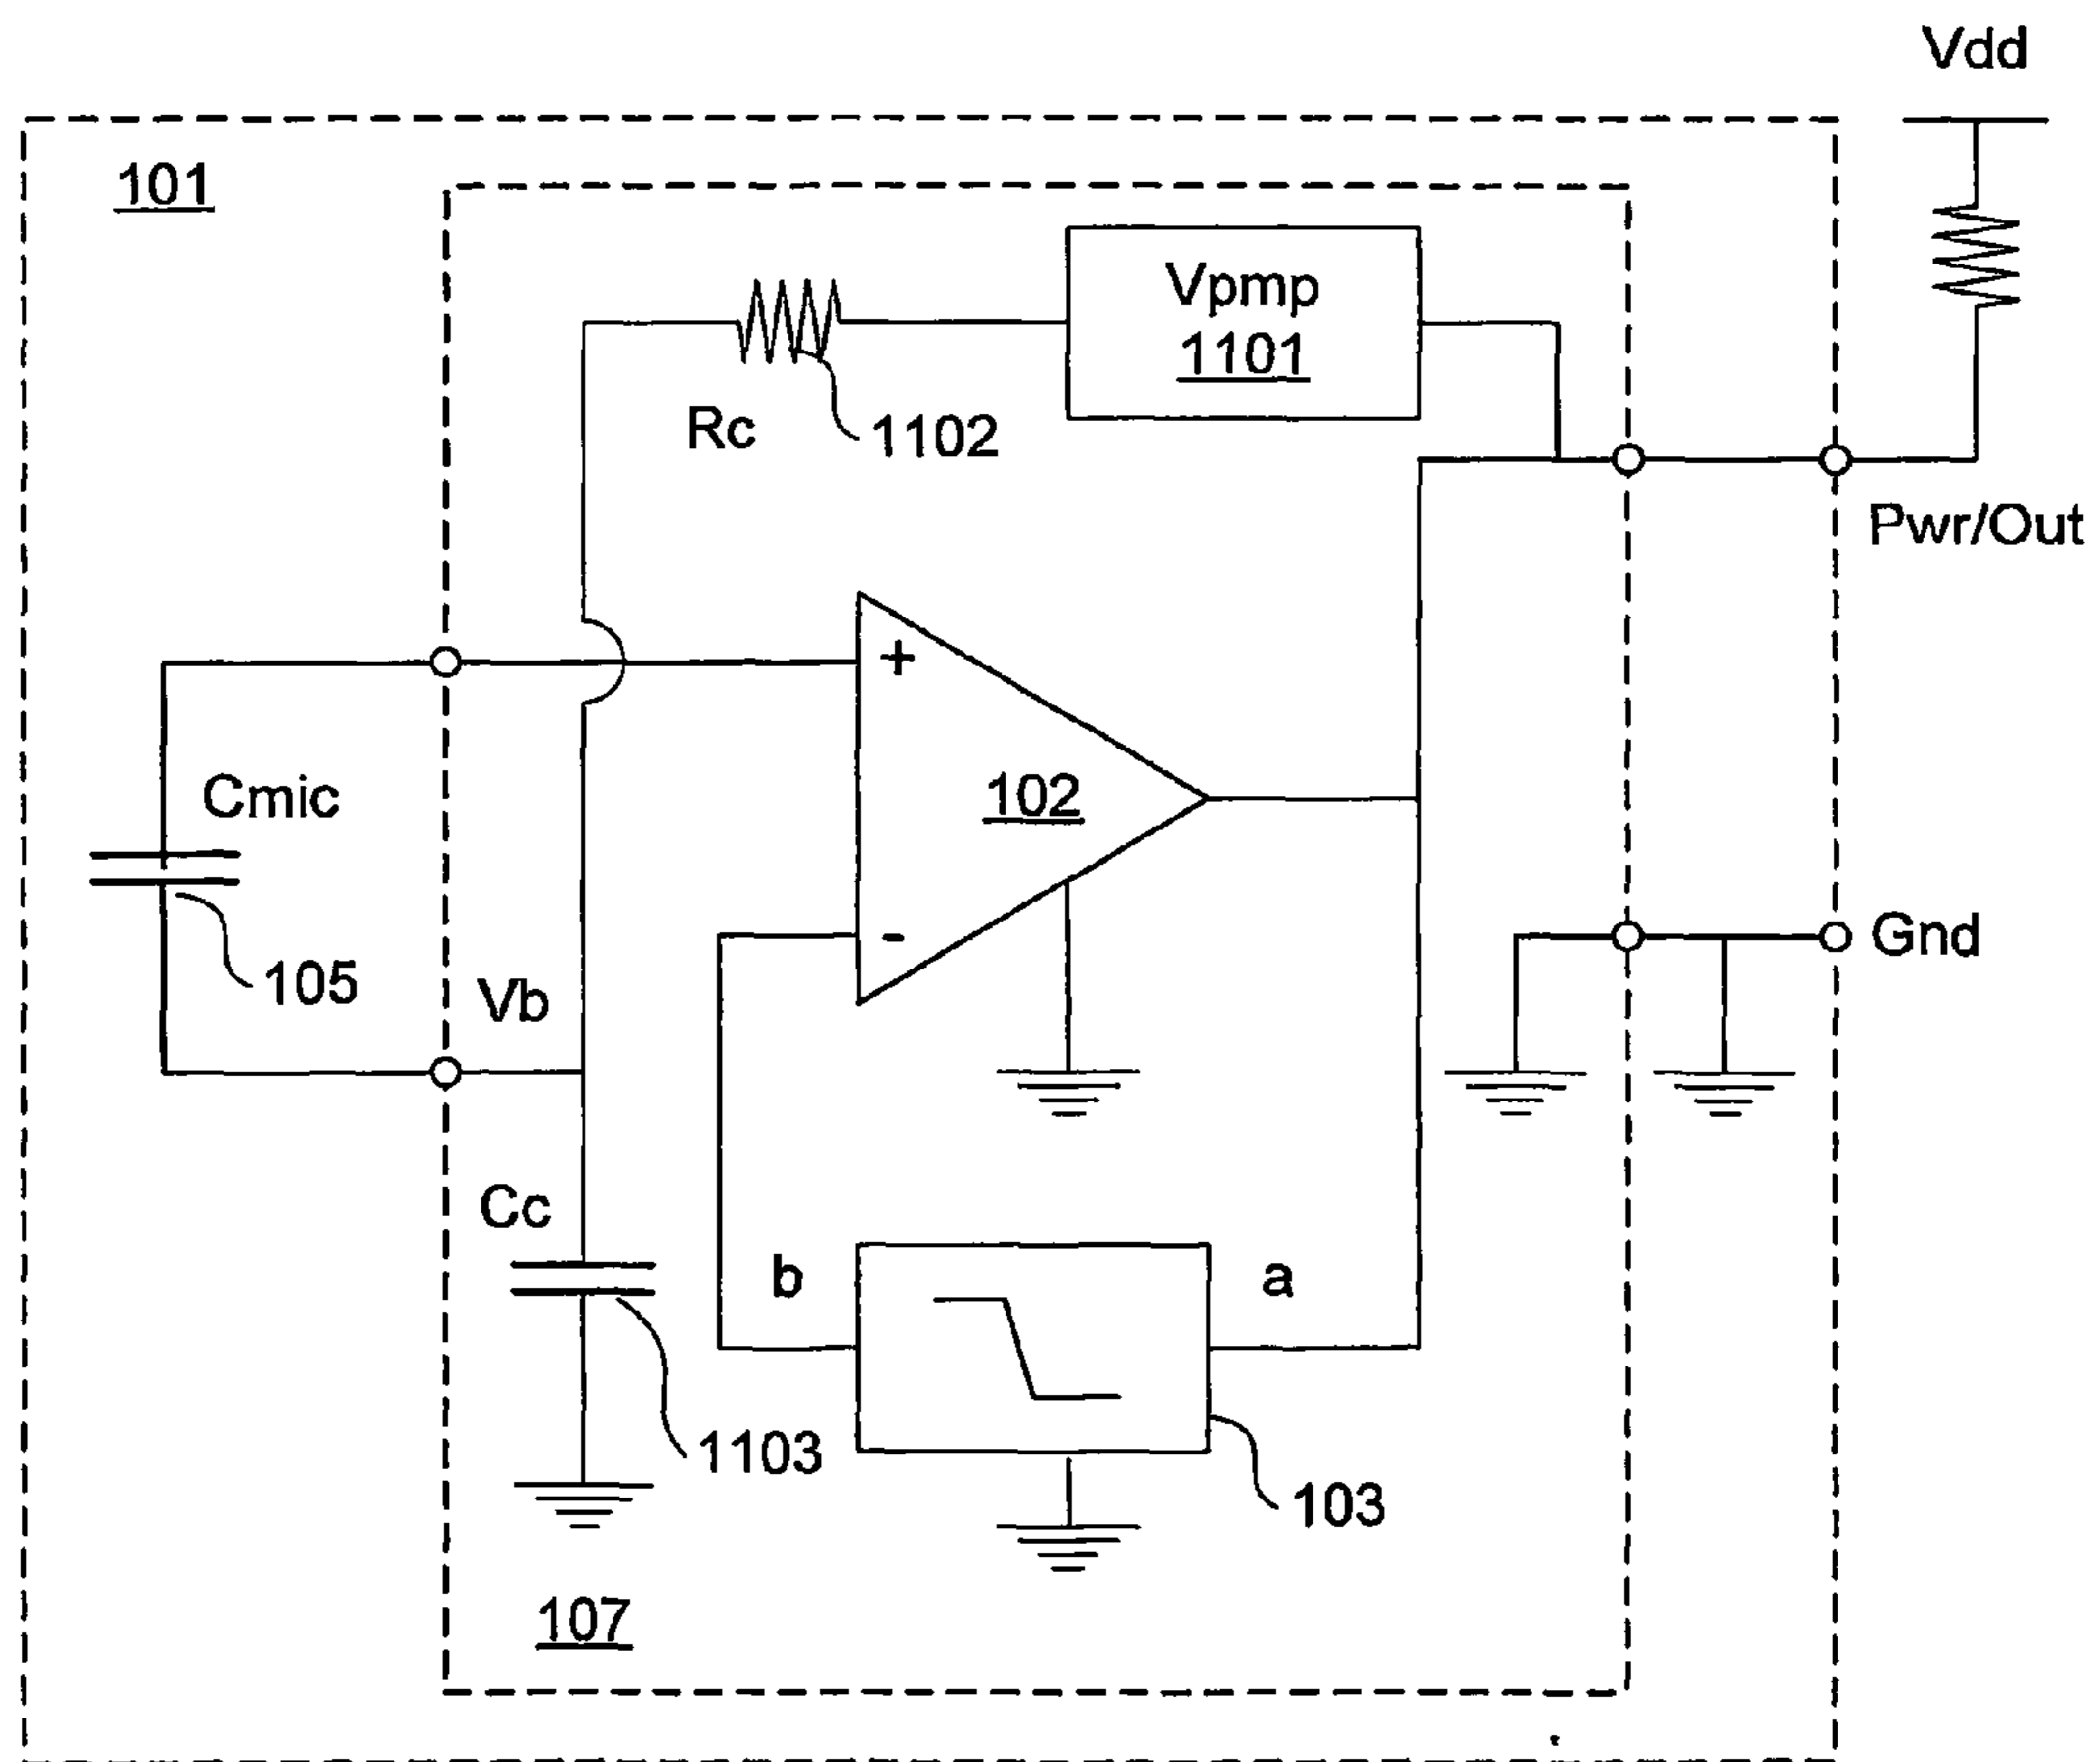 Vdd
101
Vpmp
1101
Rc
1102
Pwr/Out
+
Cmic
102
-
Gnd
105
Vb
Cc
b
a
1103
103
107